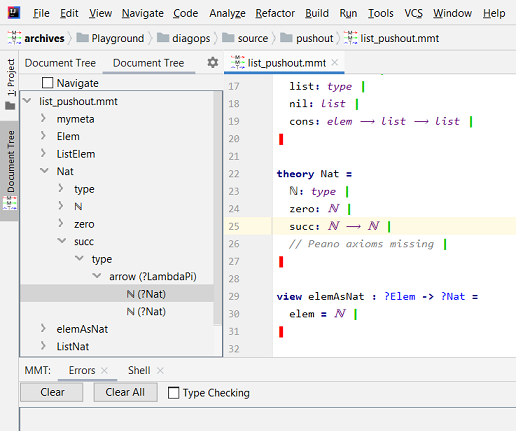 File Edit View Navigate Code Analyze Refactor Build Run Tools VCS Window Help
archives Playground diagops source pushout list_pushout.mmt
Document Tree Document Tree list_pushout.mmt
Navigate
1: Project
Document Tree
list_pushout.mmt
mymeta
Elem
ListElem
Nat
type
ℕ
zero
succ
type
arrow (?LambdaPi)
ℕ (?Nat)
ℕ (?Nat)
elemAsNat
ListNat
17 list: type
18 nil: list
19 cons: elem ⟶ list ⟶ list
20
21
22 theory Nat =
23 ℕ: type
24 zero: ℕ
25 succ: ℕ ⟶ ℕ
26 // Peano axioms missing
27
28
29 view elemAsNat : ?Elem -> ?Nat =
30 elem = ℕ
31
32
MMT: Errors Shell
Clear Clear All Type Checking